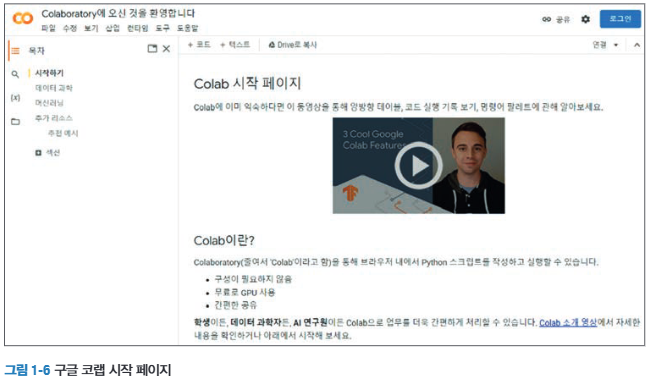 Colaboratory에 오신 것을 환영합니다
파일 수정 보기 삽입 런타임 도구 도움말
공유
로그인
목차
+ 코드 + 텍스트 Drive로 복사
연결
시작하기
데이터 과학
머신러닝
추가 리소스
추천 예시
섹션
{x}
Colab 시작 페이지
Colab에 이미 익숙하다면 이 동영상을 통해 양방향 테이블, 코드 실행 기록 보기, 명령어 팔레트에 관해 알아보세요.
3 Cool Google
Colab Features
Colab이란?
Colaboratory(줄여서 'Colab'이라고 함)을 통해 브라우저 내에서 Python 스크립트를 작성하고 실행할 수 있습니다.
• 구성이 필요하지 않음
• 무료로 GPU 사용
• 간편한 공유
학생이든, 데이터 과학자든, AI 연구원이든 Colab으로 업무를 더욱 간편하게 처리할 수 있습니다. Colab 소개 영상에서 자세한
내용을 확인하거나 아래에서 시작해 보세요.
그림 1-6 구글 코랩 시작 페이지